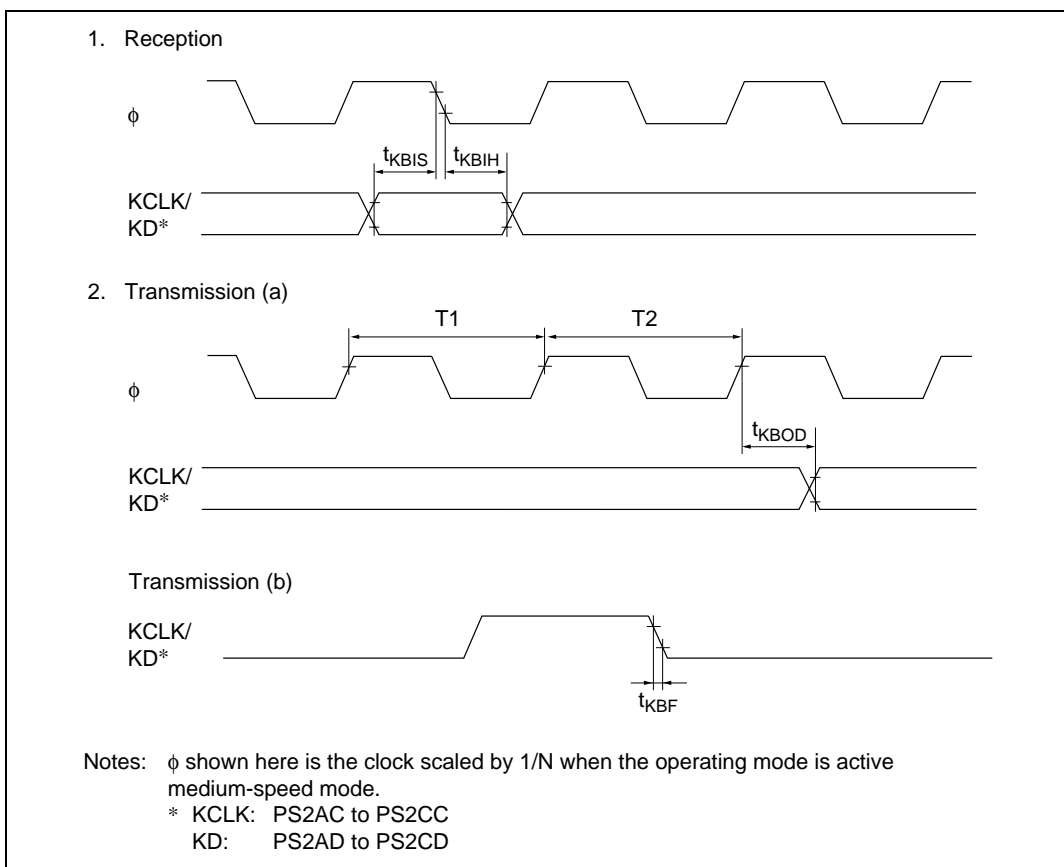 1. Reception
φ
tKBIS tKBIH
KCLK/
KD*
2. Transmission (a)
T1 T2
φ
tKBOD
KCLK/
KD*
Transmission (b)
KCLK/
KD*
tKBF
Notes: φ shown here is the clock scaled by 1/N when the operating mode is active
medium-speed mode.
* KCLK: PS2AC to PS2CC
KD: PS2AD to PS2CD